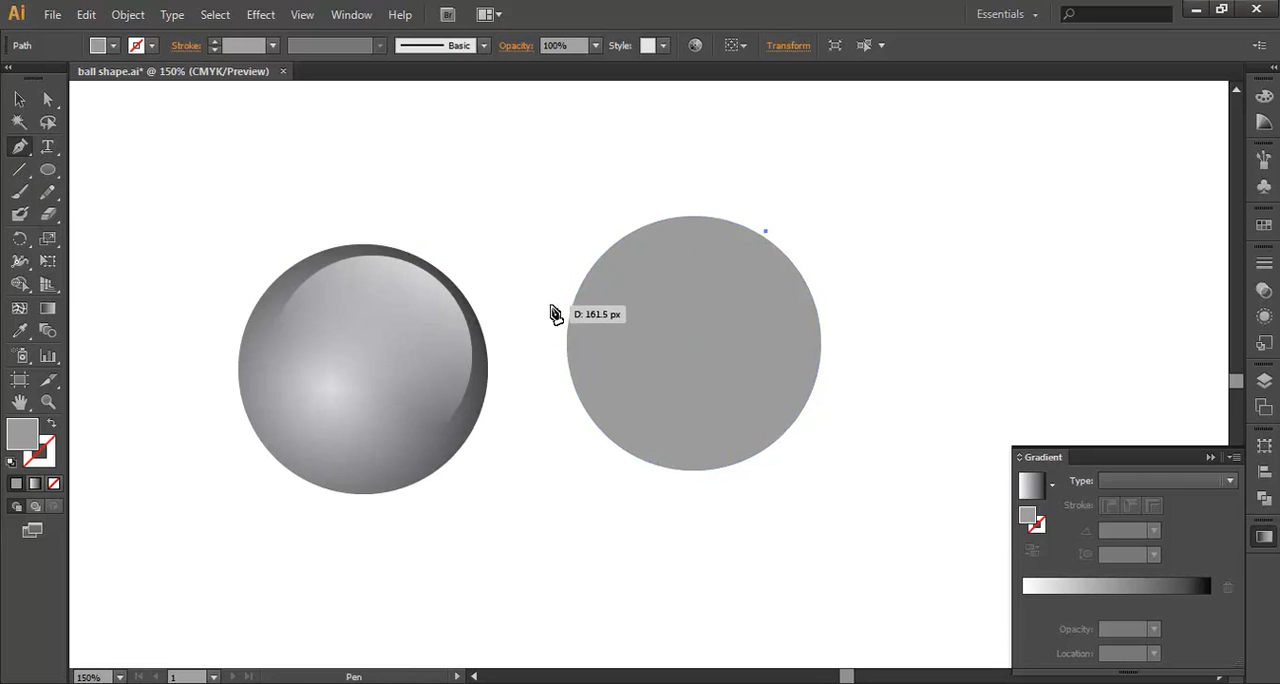 Ai File Edit Object Type Select Effect View Window Help Br Essentials
Path Stroke: Basic Opacity: 100% Style: Transform
ball shape.ai* @ 150% (CMYK/Preview) ×
T
D: 161.5 px
Gradient
Type:
Stroke:
Opacity:
Location:
150% 1 Pen